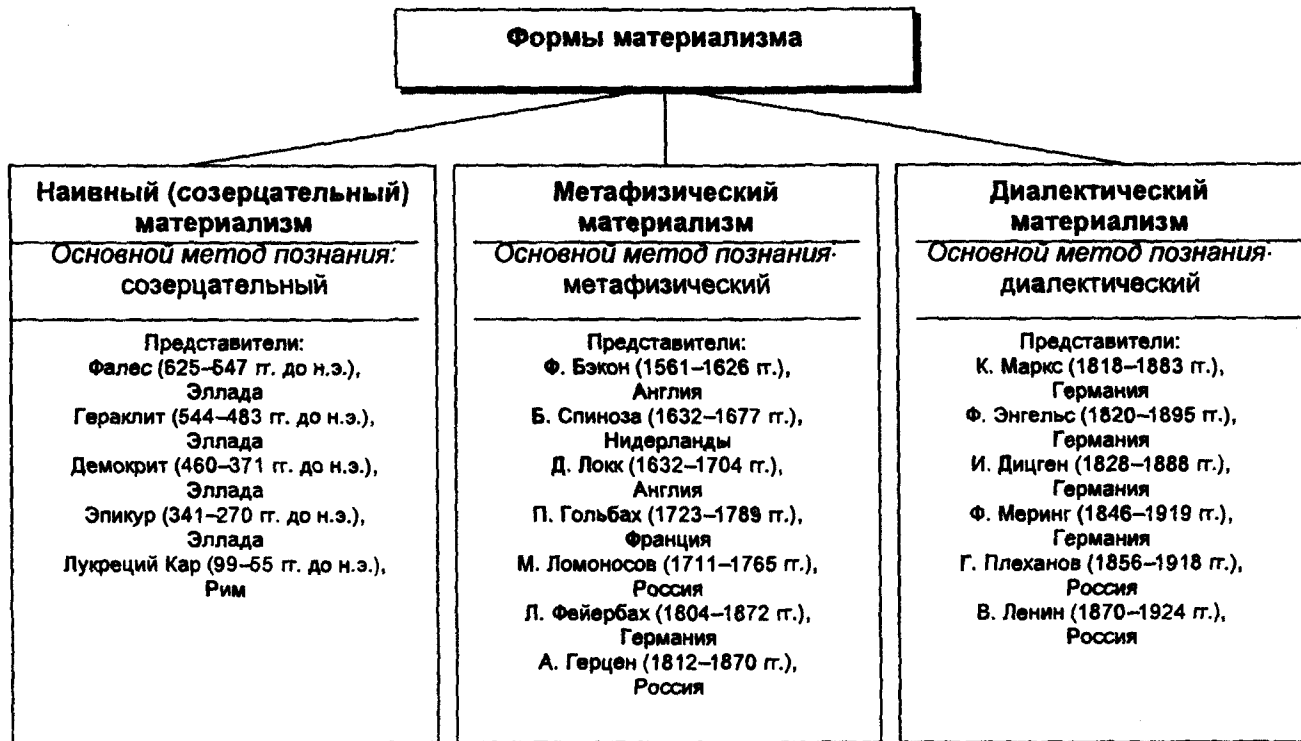 Формы материализма
Наивный (созерцательный)
материализм
Основной метод познания:
созерцательный
Представители:
Фалес (625–547 гг. до н.э.),
Эллада
Гераклит (544–483 гг. до н.э.),
Эллада
Демокрит (460–371 гг. до н.э.),
Эллада
Эпикур (341–270 гг. до н.э.),
Эллада
Лукреций Кар (99–55 гг. до н.э.),
Рим
Метафизический
материализм
Основной метод познания·
метафизический
Представители:
Ф. Бэкон (1561–1626 гг.),
Англия
Б. Спиноза (1632–1677 гг.),
Нидерланды
Д. Локк (1632–1704 гг.),
Англия
П. Гольбах (1723–1789 гг.),
Франция
М. Ломоносов (1711–1765 гг.),
Россия
Л. Фейербах (1804–1872 гг.),
Германия
А. Герцен (1812–1870 гг.),
Россия
Диалектический
материализм
Основной метод познания·
диалектический
Представители:
К. Маркс (1818–1883 гг.),
Германия
Ф. Энгельс (1820–1895 гг.),
Германия
И. Дицген (1828–1888 гг.),
Германия
Ф. Меринг (1846–1919 гг.),
Германия
Г. Плеханов (1856–1918 гг.),
Россия
В. Ленин (1870–1924 гг.),
Россия